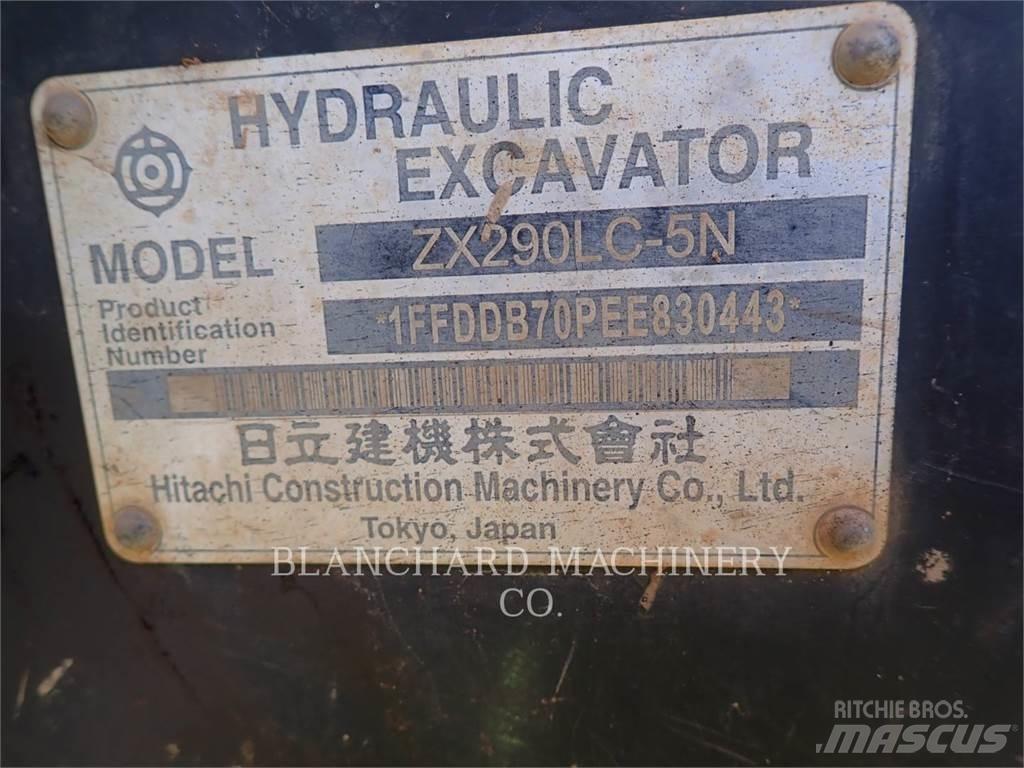 HYDRAULIC
EXCAVATOR
MODEL ZX290LC-5N
Product
Identification
Number
*1FFDDB70PEE830443*
日立建機株式會社
Hitachi Construction Machinery Co., Ltd.
Tokyo, Japan
BLANCHARD MACHINERY
CO.
RITCHIE BROS.
MASCUS